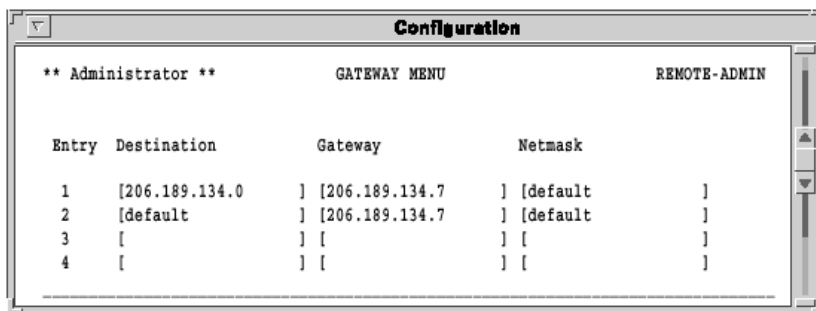 Configuration
** Administrator ** GATEWAY MENU REMOTE-ADMIN
Entry Destination Gateway Netmask
1 [206.189.134.0 ] [206.189.134.7 ] [default ]
2 [default ] [206.189.134.7 ] [default ]
3 [ ] [ ] [ ]
4 [ ] [ ] [ ]